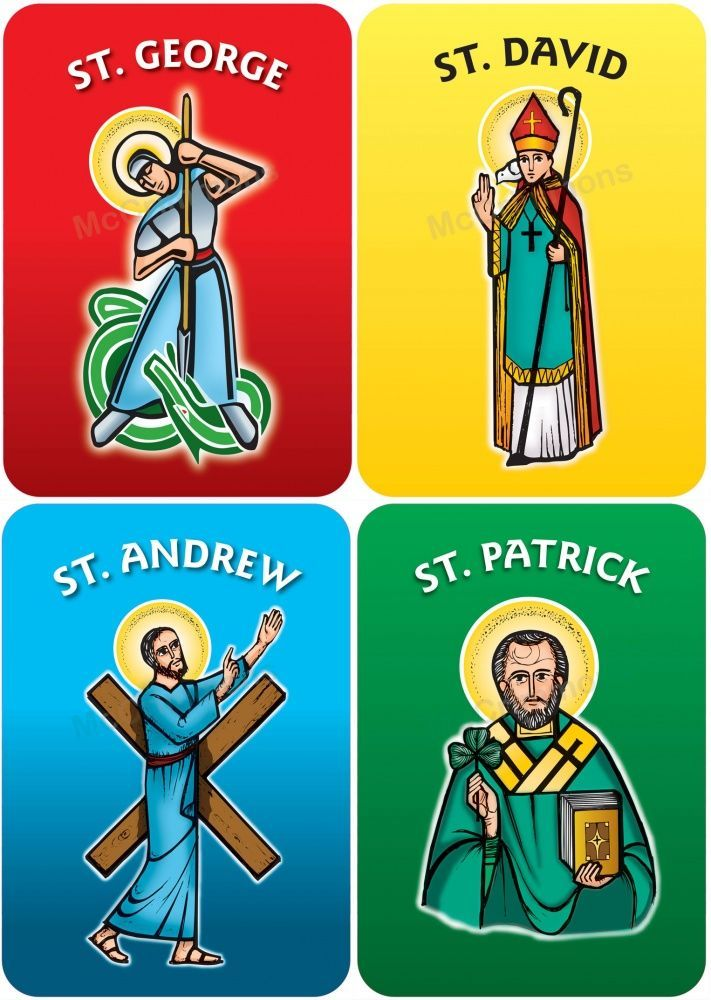 ST. GEORGE
ST. DAVID
ST. ANDREW
ST. PATRICK